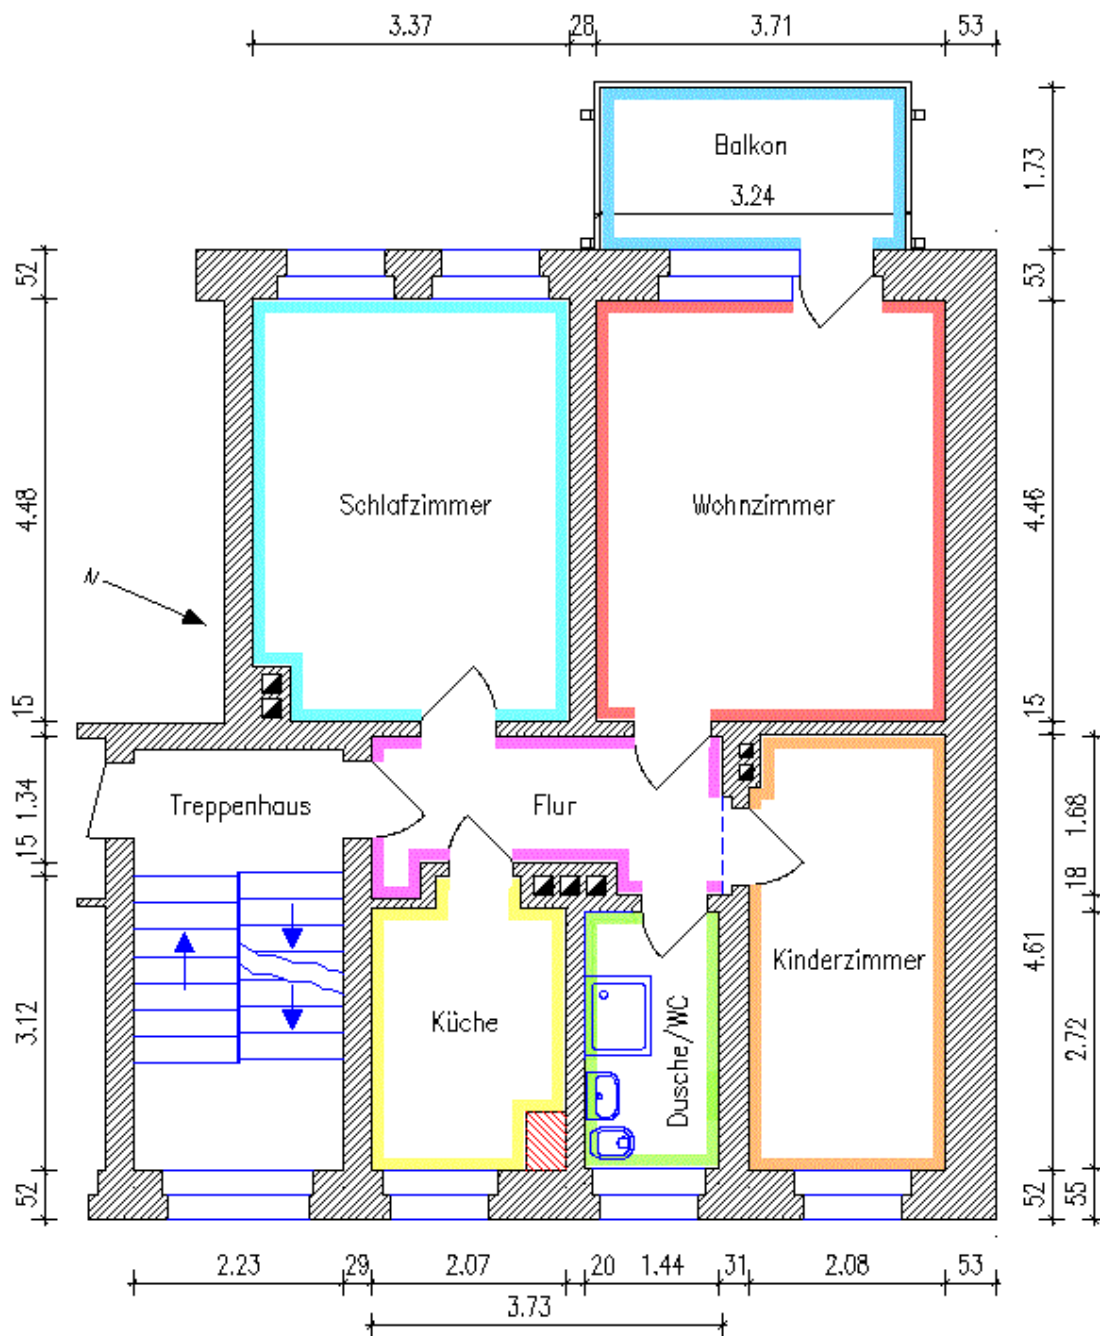 3.37 28 3.71 53
Balkon
3.24
1.73
52
53
4.48
4.46
Schlafzimmer
Wohnzimmer
N
15
15
1.34
1.68
Treppenhaus
Flur
15
18
4.61
Kinderzimmer
3.12
2.72
Küche
Dusche/WC
52
52
55
2.23 29 2.07 20 1.44 31 2.08 53
3.73